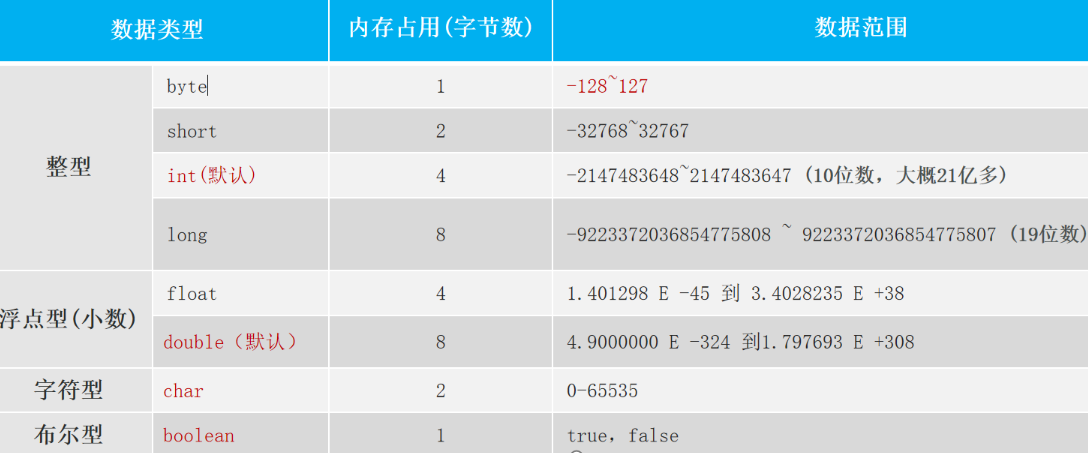 数据类型 内存占用(字节数) 数据范围
整型 byte 1 -128~127
short 2 -32768~32767
int(默认) 4 -2147483648~2147483647 (10位数，大概21亿多)
long 8 -9223372036854775808 ~ 9223372036854775807 (19位数)
浮点型(小数) float 4 1.401298 E -45 到 3.4028235 E +38
double（默认） 8 4.9000000 E -324 到1.797693 E +308
字符型 char 2 0-65535
布尔型 boolean 1 true，false